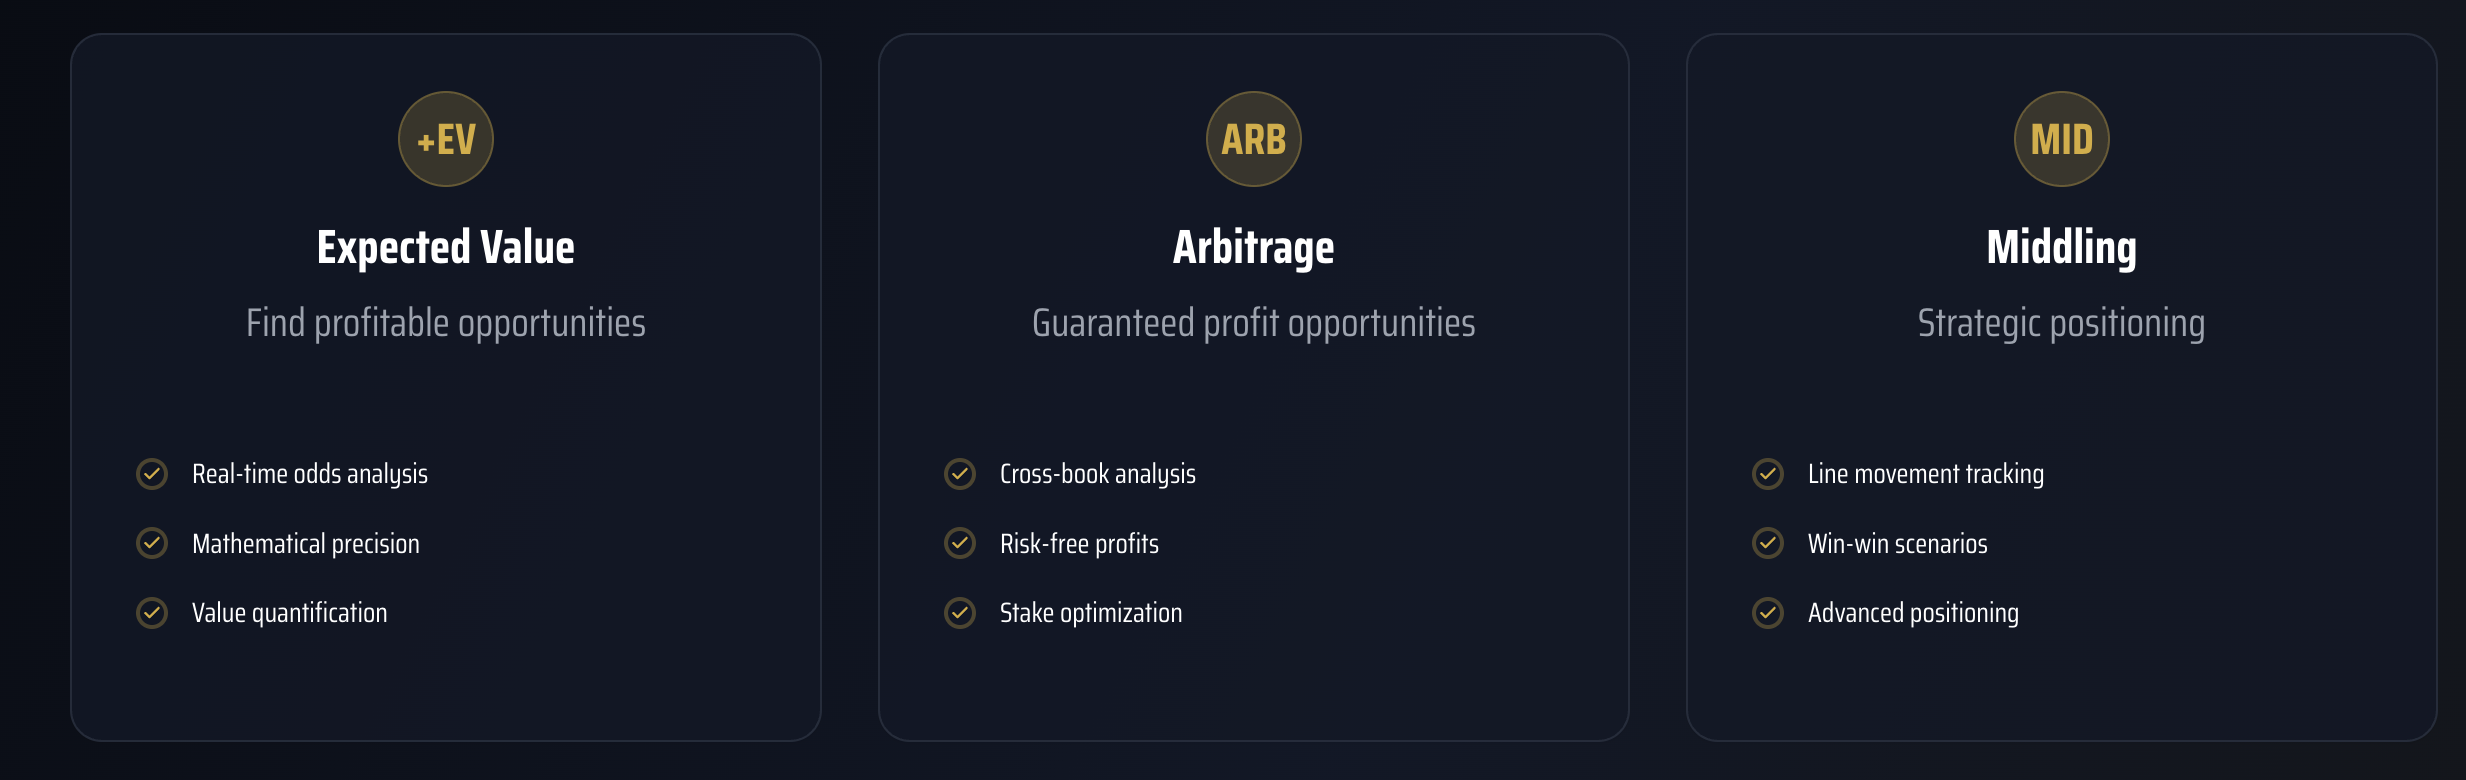 +EV
Expected Value
Find profitable opportunities
Real-time odds analysis
Mathematical precision
Value quantification
ARB
Arbitrage
Guaranteed profit opportunities
Cross-book analysis
Risk-free profits
Stake optimization
MID
Middling
Strategic positioning
Line movement tracking
Win-win scenarios
Advanced positioning